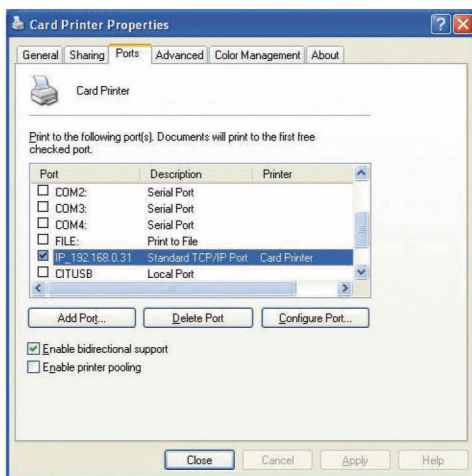 Card Printer Properties
General Sharing Ports Advanced Color Management About
Card Printer
Print to the following port(s). Documents will print to the first free
checked port.
Port Description Printer
COM2: Serial Port
COM3: Serial Port
COM4: Serial Port
FILE: Print to File
IP_192.168.0.31 Standard TCP/IP Port Card Printer
CITUSB Local Port
Add Port... Delete Port Configure Port...
Enable bidirectional support
Enable printer pooling
Close Cancel Apply Help